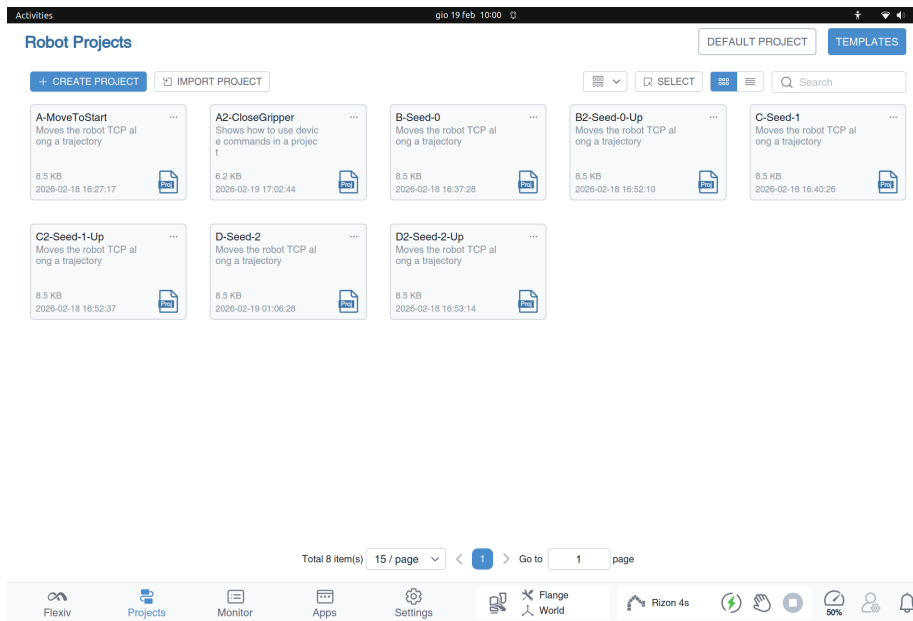 Activities
gio 19 feb 10:00
Robot Projects
DEFAULT PROJECT
TEMPLATES
+ CREATE PROJECT
IMPORT PROJECT
SELECT
Search
A-MoveToStart
Moves the robot TCP al
ong a trajectory
8.5 KB
2026-02-18 16:27:17
Proj
A2-CloseGripper
Shows how to use devic
e commands in a projec
t
6.2 KB
2026-02-19 17:02:44
Proj
B-Seed-0
Moves the robot TCP al
ong a trajectory
8.5 KB
2026-02-18 16:37:28
Proj
B2-Seed-0-Up
Moves the robot TCP al
ong a trajectory
8.5 KB
2026-02-18 16:52:10
Proj
C-Seed-1
Moves the robot TCP al
ong a trajectory
8.5 KB
2026-02-18 16:40:26
Proj
C2-Seed-1-Up
Moves the robot TCP al
ong a trajectory
8.5 KB
2026-02-18 16:52:37
Proj
D-Seed-2
Moves the robot TCP al
ong a trajectory
8.5 KB
2026-02-19 01:06:28
Proj
D2-Seed-2-Up
Moves the robot TCP al
ong a trajectory
8.5 KB
2026-02-18 16:53:14
Proj
Total 8 item(s)
15 / page
1
Go to
1
page
Flexiv
Projects
Monitor
Apps
Settings
Flange
World
Rizon 4s
50%